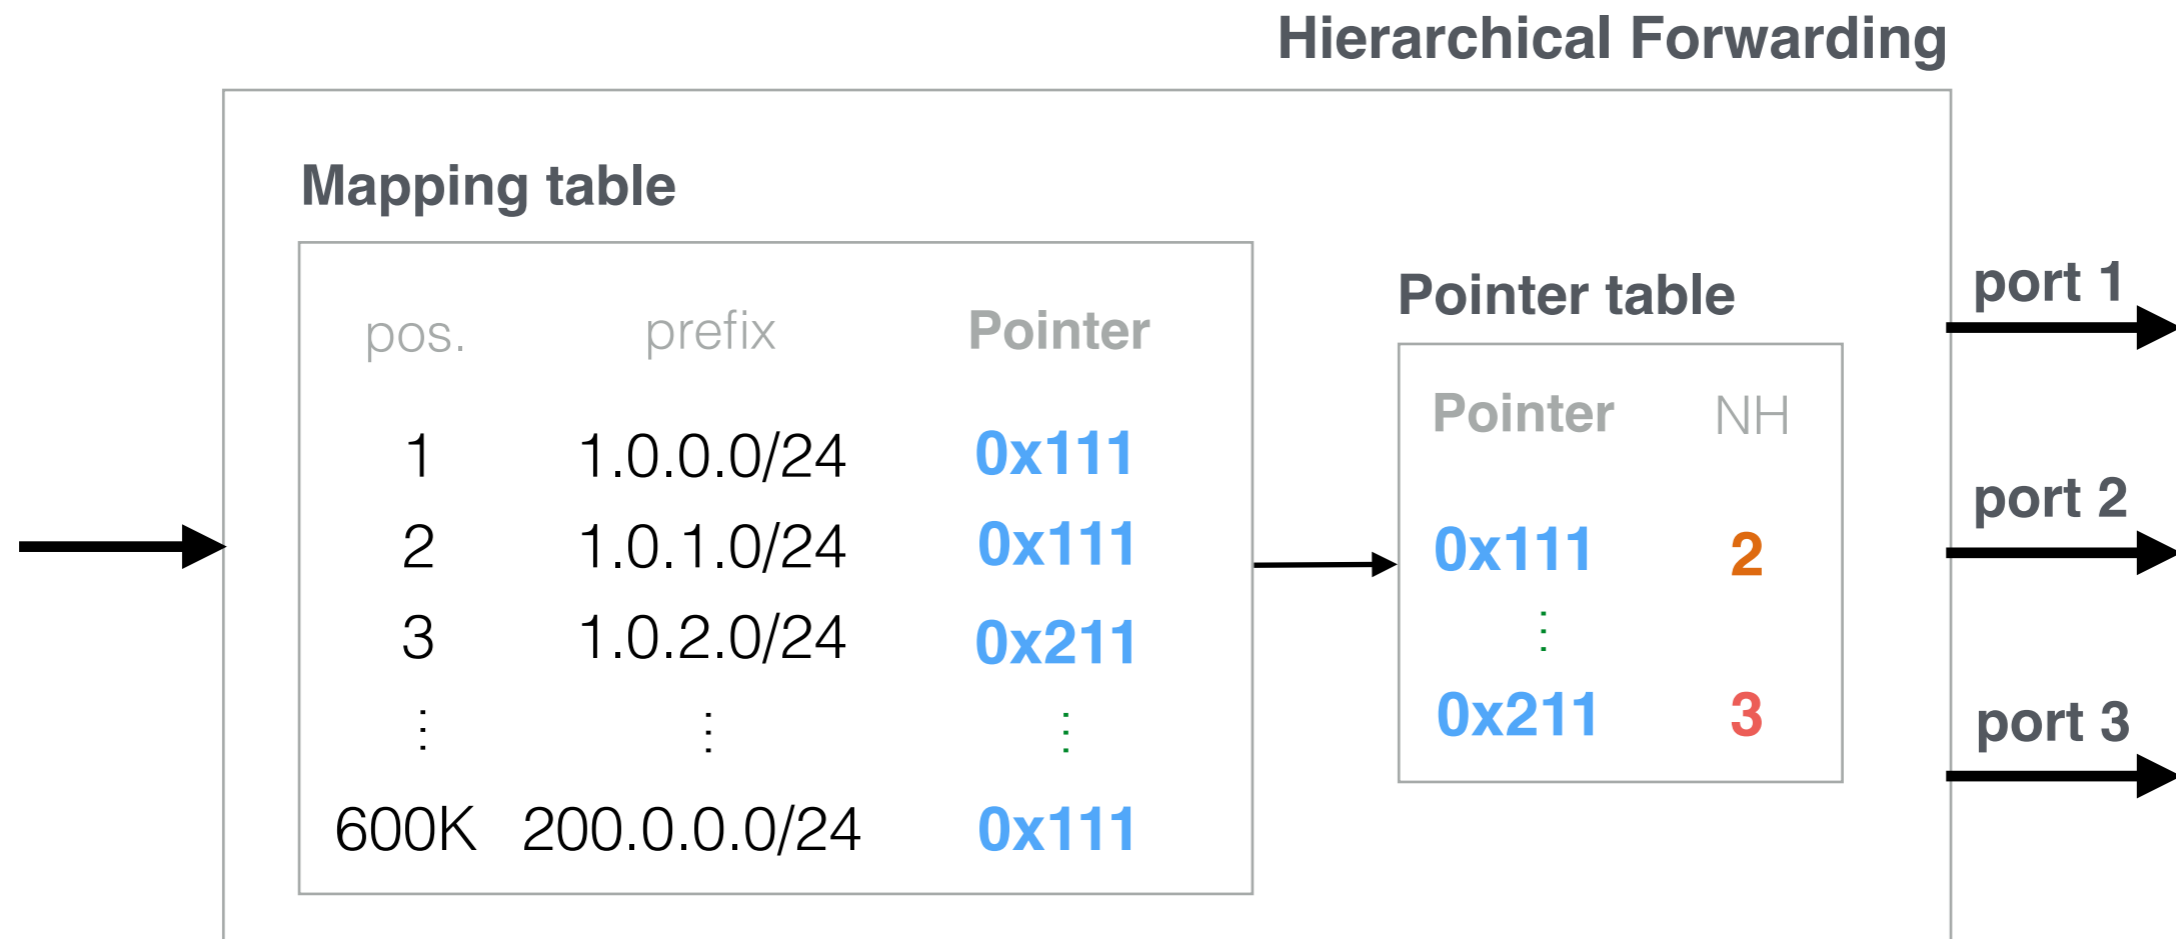 Hierarchical Forwarding
Mapping table
pos. prefix Pointer
1 1.0.0.0/24 0x111
2 1.0.1.0/24 0x111
3 1.0.2.0/24 0x211
⋮ ⋮ ⋮
600K 200.0.0.0/24 0x111
Pointer table
Pointer NH
0x111 2
⋮
0x211 3
port 1
port 2
port 3